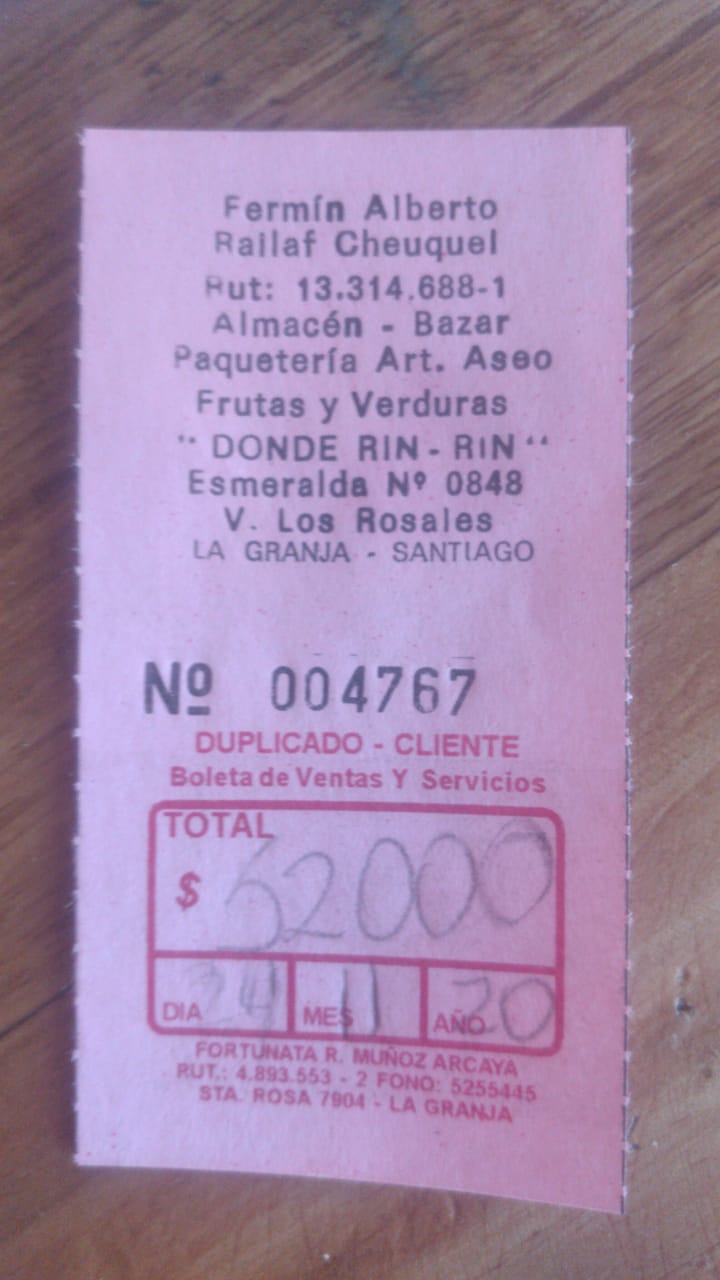 Fermín Alberto
Railaf Cheuquel
Rut: 13.314.688-1
Almacén - Bazar
Paquetería Art. Aseo
Frutas y Verduras
" DONDE RIN - RIN "
Esmeralda Nº 0848
V. Los Rosales
LA GRANJA - SANTIAGO
Nº 004767
DUPLICADO - CLIENTE
Boleta de Ventas Y Servicios
TOTAL
$ 52000
DIA 24 MES 11 AÑO 20
FORTUNATA R. MUÑOZ ARCAYA
RUT.: 4.893.553 - 2 FONO: 5255445
STA. ROSA 7904 - LA GRANJA